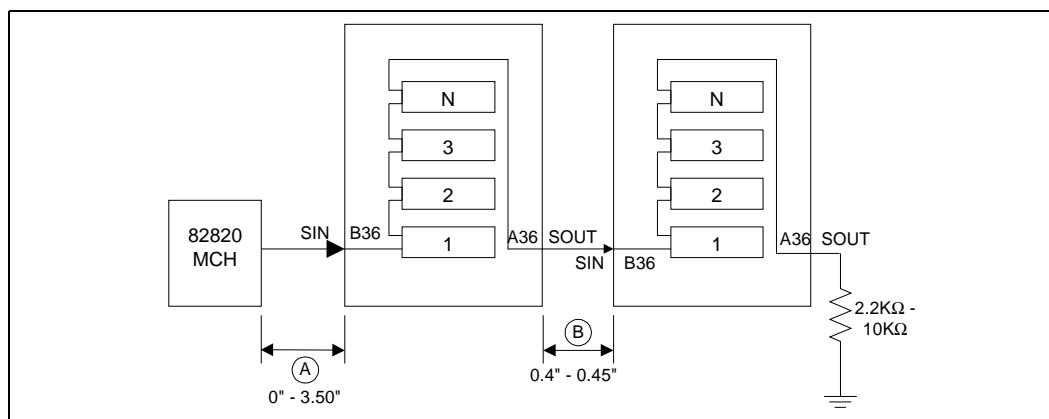 N
3
2
1
N
3
2
1
82820
MCH
SIN
B36
A36
SOUT
SIN
B36
A36
SOUT
2.2KΩ -
10KΩ
A
0" - 3.50"
B
0.4" - 0.45"